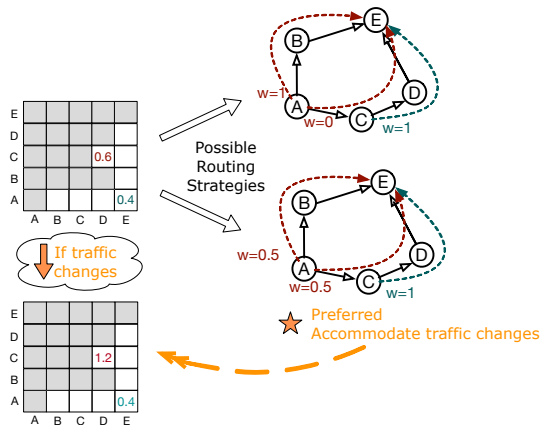 E
B
w=1
A
w=0
C
w=1
D
E
D
C
0.6
B
A
0.4
A B C D E
Possible
Routing
Strategies
E
B
w=0.5
A
w=0.5
C
w=1
D
If traffic
changes
Preferred
Accommodate traffic changes
E
D
C
1.2
B
A
0.4
A B C D E